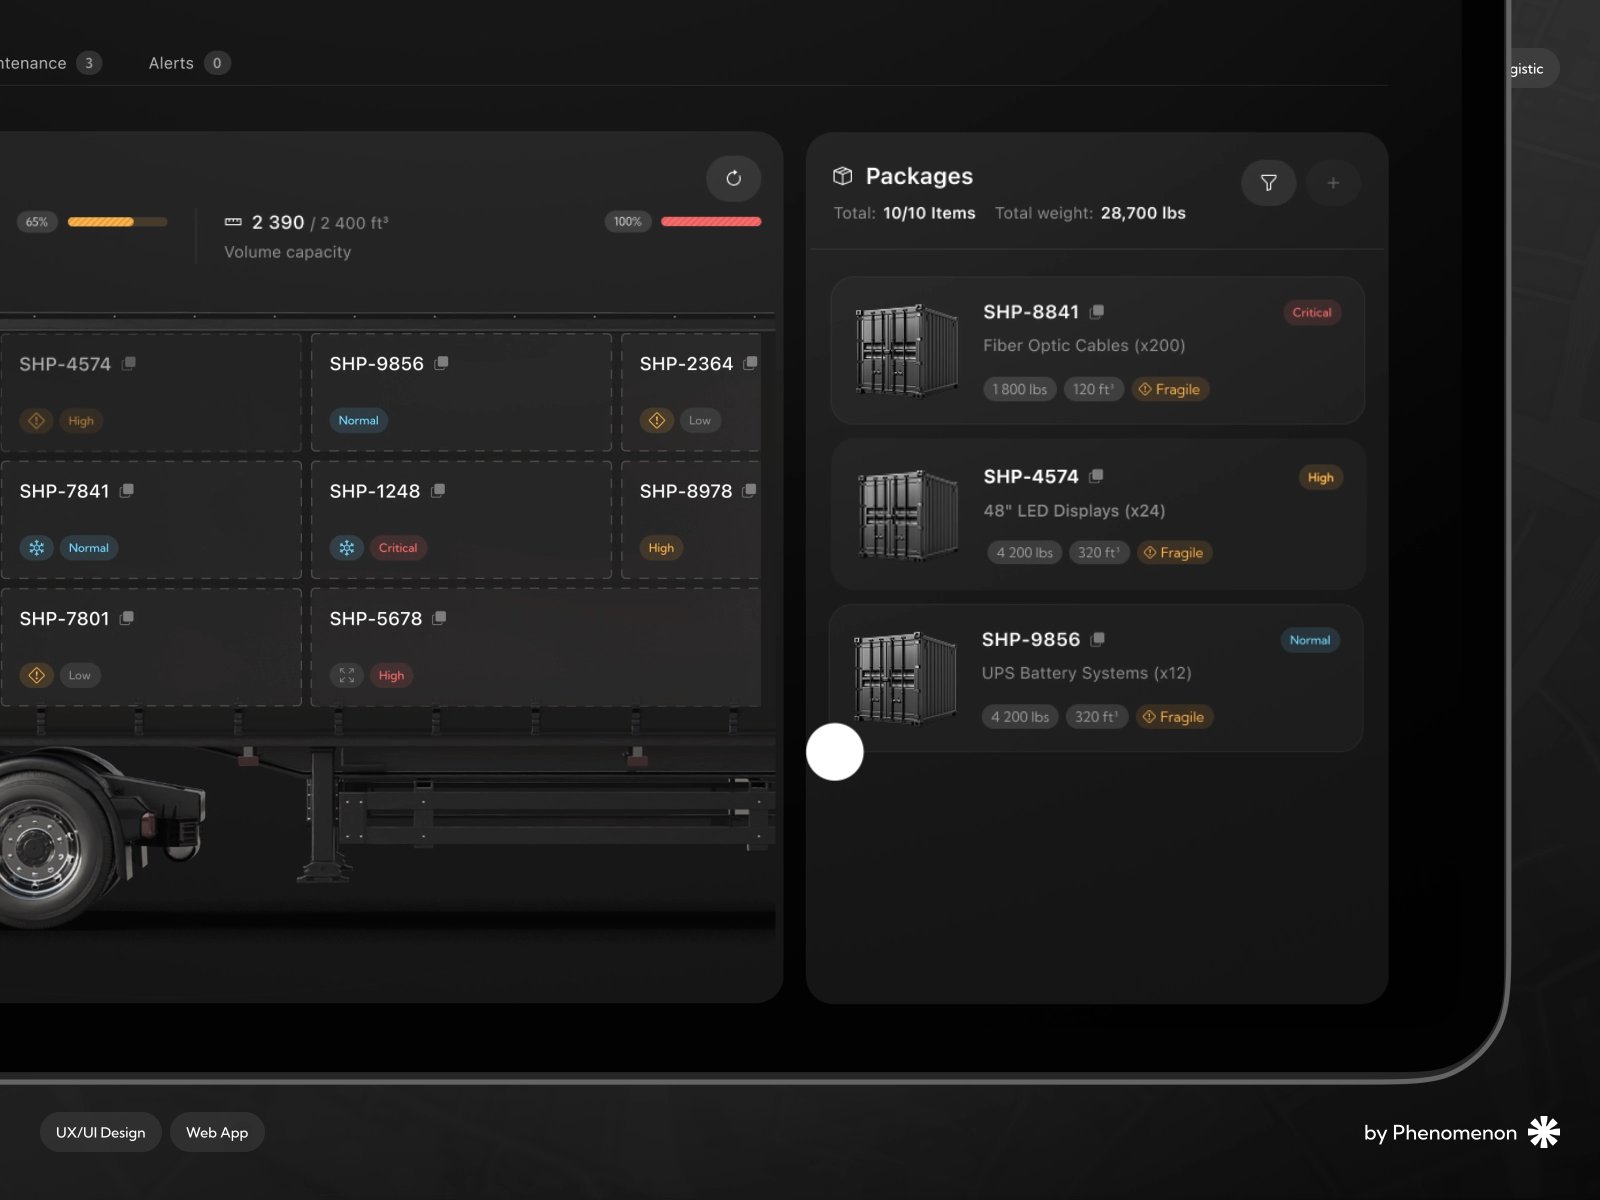 ntenance 3 Alerts 0
gistic
65%
2 390 / 2 400 ft³
Volume capacity
100%
SHP-4574
High
SHP-9856
Normal
SHP-2364
Low
SHP-7841
Normal
SHP-1248
Critical
SHP-8978
High
SHP-7801
Low
SHP-5678
High
Packages
Total: 10/10 Items Total weight: 28,700 lbs
SHP-8841
Critical
Fiber Optic Cables (x200)
1 800 lbs 120 ft³ Fragile
SHP-4574
High
48" LED Displays (x24)
4 200 lbs 320 ft³ Fragile
SHP-9856
Normal
UPS Battery Systems (x12)
4 200 lbs 320 ft³ Fragile
UX/UI Design Web App
by Phenomenon